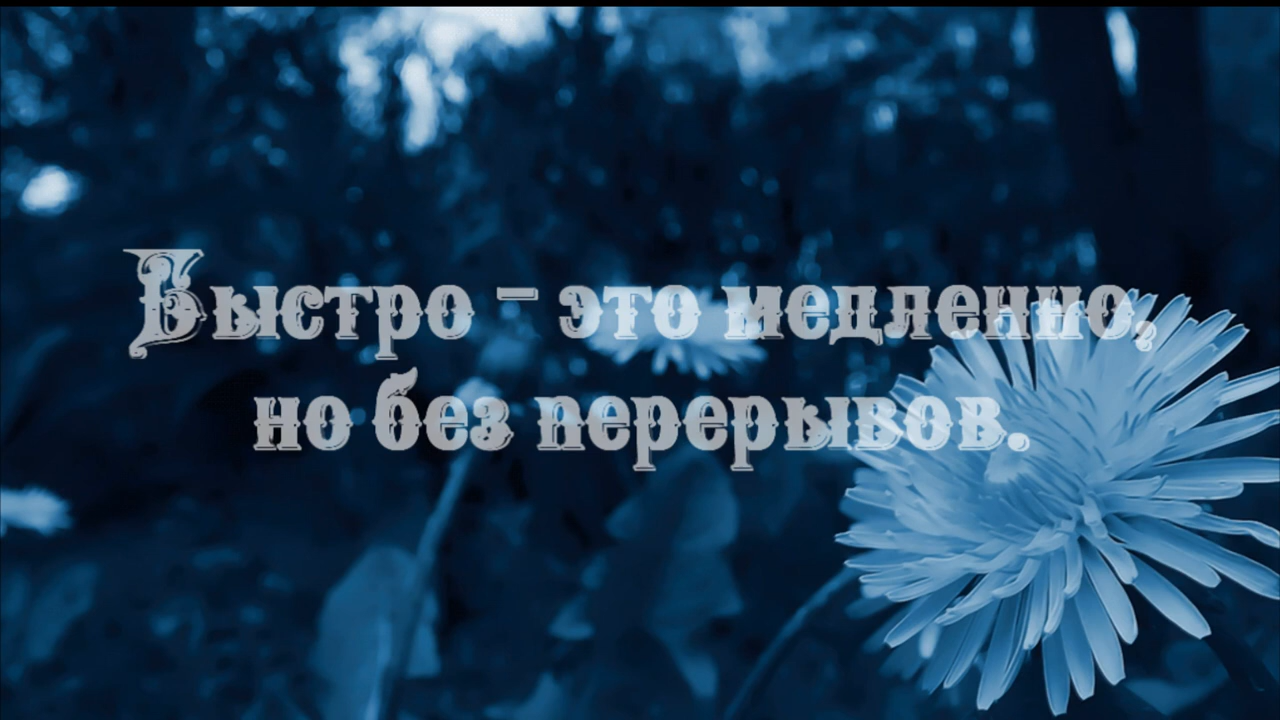 Быстро - это медленно,
но без перерывов.